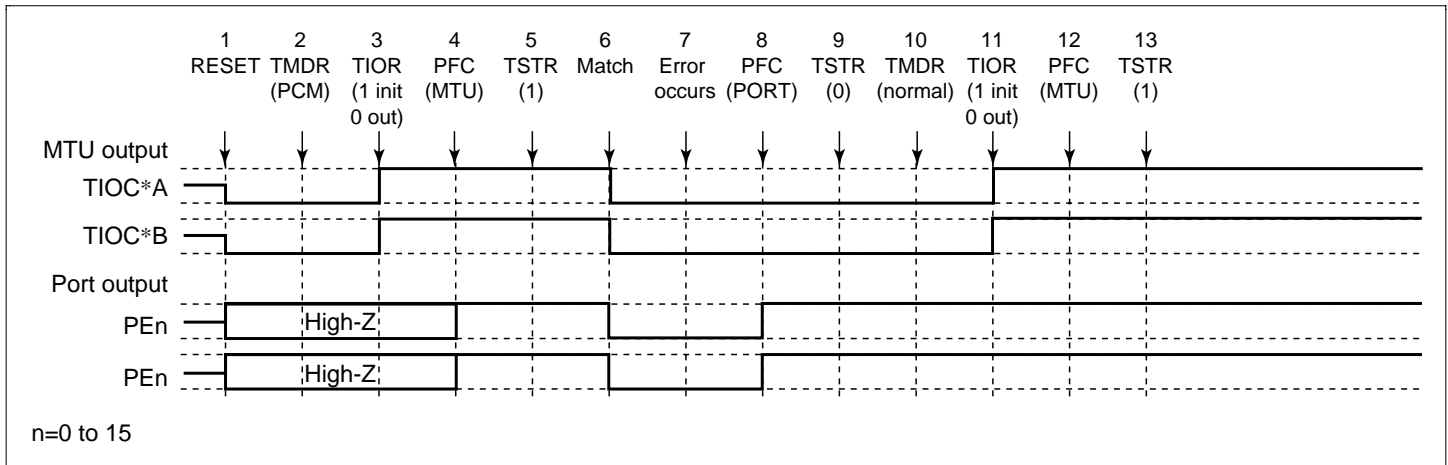 1 2 3 4 5 6 7 8 9 10 11 12 13
RESET TMDR TIOR PFC TSTR Match Error PFC TSTR TMDR TIOR PFC TSTR
(PCM) (1 init (MTU) (1) occurs (PORT) (0) (normal) (1 init (MTU) (1)
0 out) 0 out)
MTU output
TIOC*A
TIOC*B
Port output
PEn High-Z
PEn High-Z
n=0 to 15